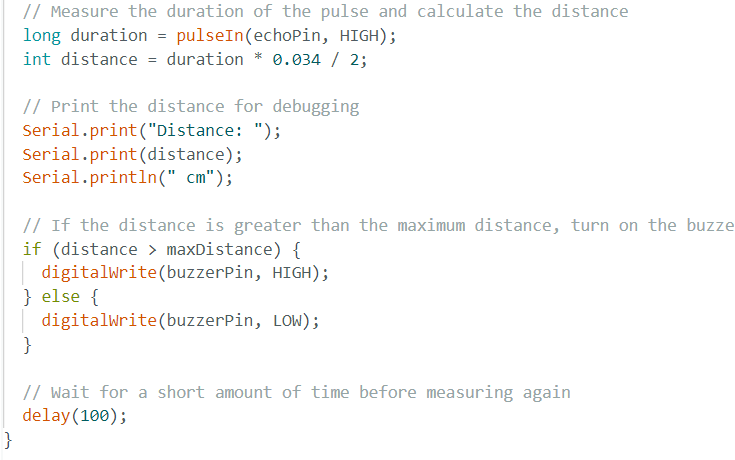 // Measure the duration of the pulse and calculate the distance
long duration = pulseIn(echoPin, HIGH);
int distance = duration * 0.034 / 2;
// Print the distance for debugging
Serial.print("Distance: ");
Serial.print(distance);
Serial.println(" cm");
// If the distance is greater than the maximum distance, turn on the buzze
if (distance > maxDistance) {
digitalWrite(buzzerPin, HIGH);
} else {
digitalWrite(buzzerPin, LOW);
}
// Wait for a short amount of time before measuring again
delay(100);
}